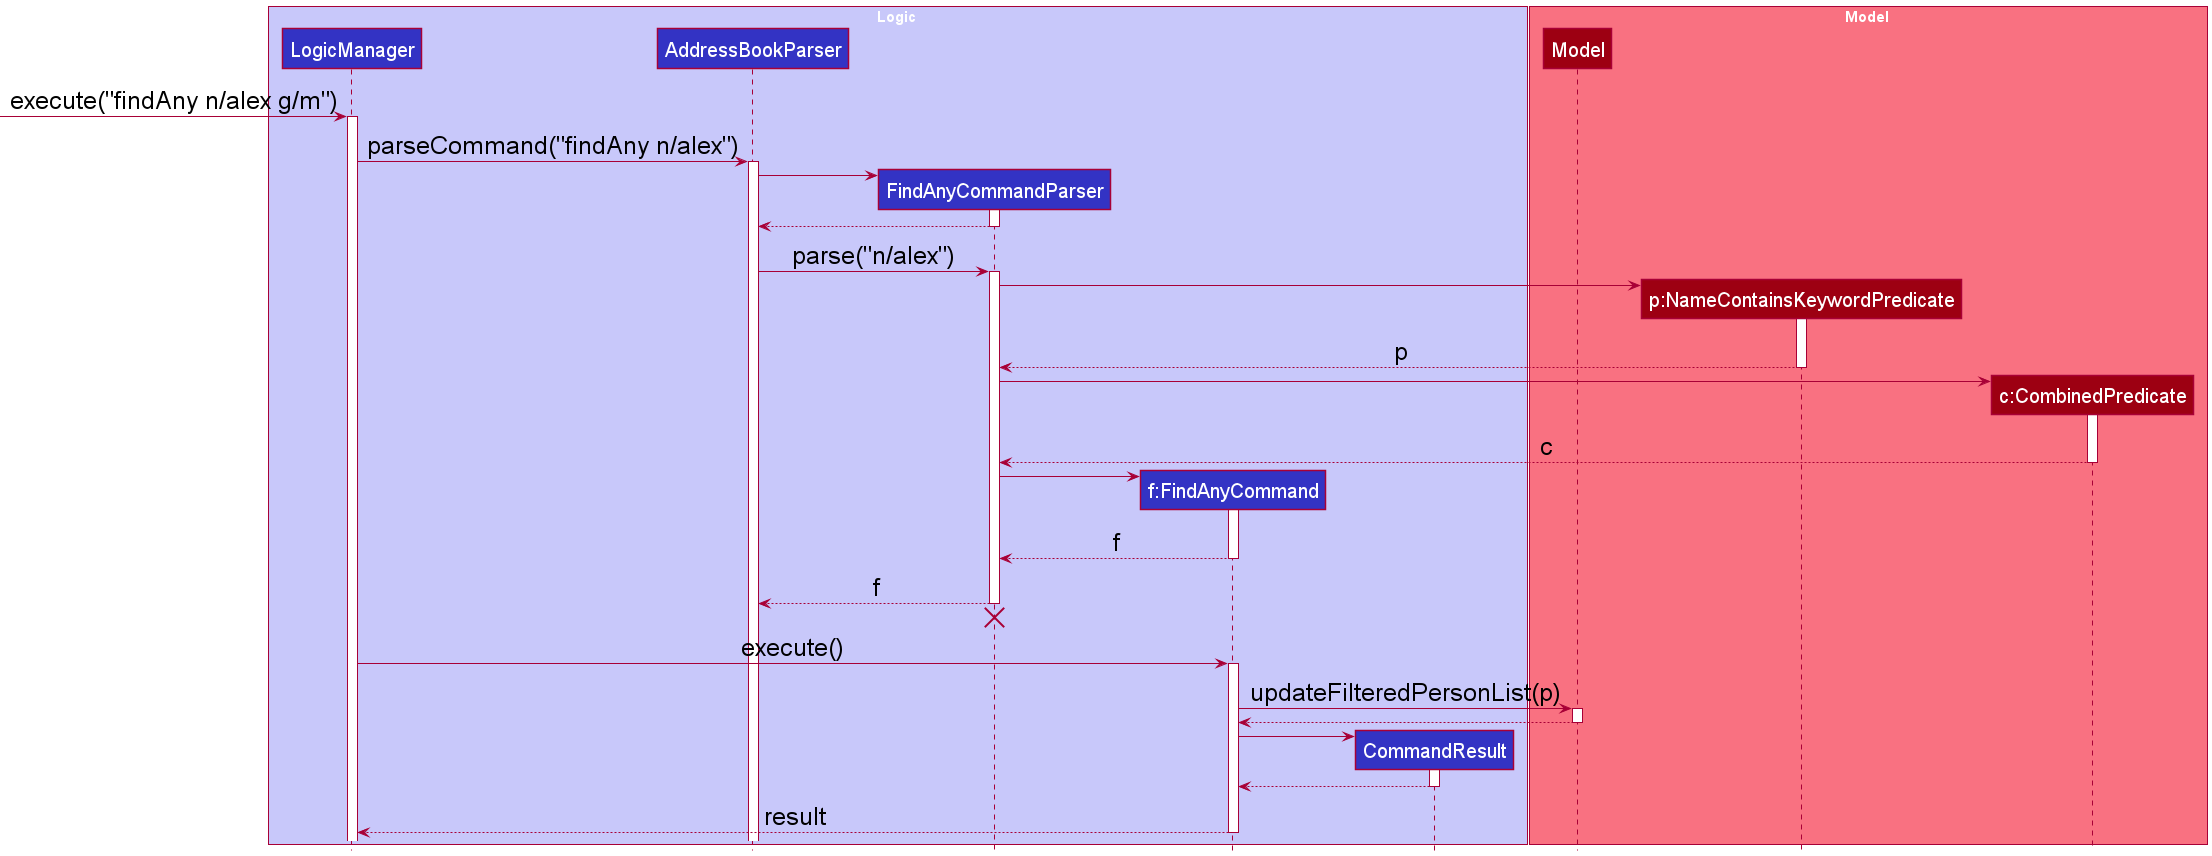 Logic
Model
LogicManager
AddressBookParser
Model
execute("findAny n/alex g/m")
parseCommand("findAny n/alex")
FindAnyCommandParser
parse("n/alex")
p:NameContainsKeywordPredicate
p
c:CombinedPredicate
c
f:FindAnyCommand
f
f
execute()
updateFilteredPersonList(p)
CommandResult
result